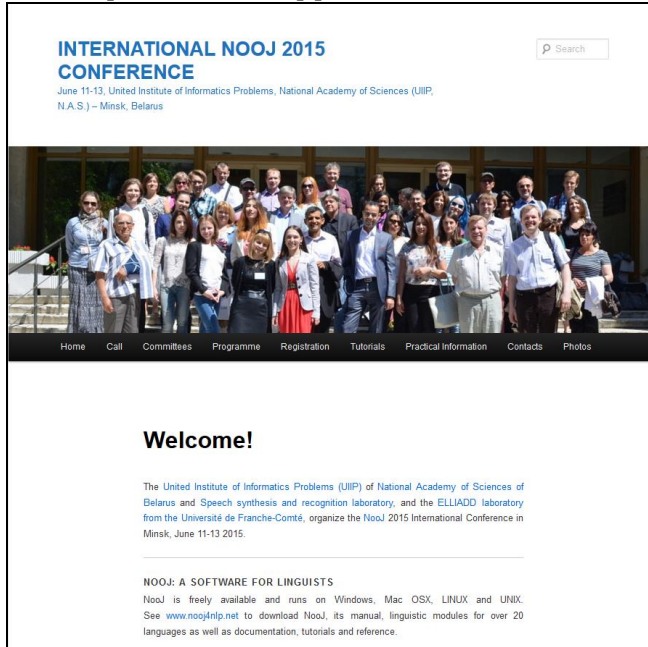 INTERNATIONAL NOOJ 2015
CONFERENCE
June 11-13, United Institute of Informatics Problems, National Academy of Sciences (UIIP,
N.A.S.) – Minsk, Belarus
Search
Home Call Committees Programme Registration Tutorials Practical Information Contacts Photos
Welcome!
The United Institute of Informatics Problems (UIIP) of National Academy of Sciences of
Belarus and Speech synthesis and recognition laboratory, and the ELLIADD laboratory
from the Université de Franche-Comté, organize the NooJ 2015 International Conference in
Minsk, June 11-13 2015.
NOOJ: A SOFTWARE FOR LINGUISTS
NooJ is freely available and runs on Windows, Mac OSX, LINUX and UNIX.
See www.nooj4nlp.net to download NooJ, its manual, linguistic modules for over 20
languages as well as documentation, tutorials and reference.